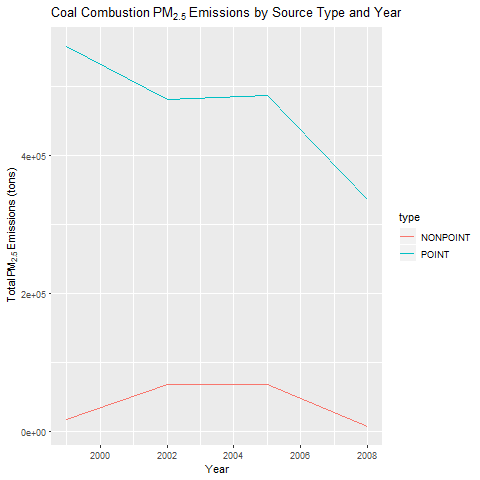 Coal Combustion PM2.5 Emissions by Source Type and Year
Total PM2.5 Emissions (tons)
4e+05
2e+05
0e+00
2000 2002 2004 2006 2008
Year
type
NONPOINT
POINT